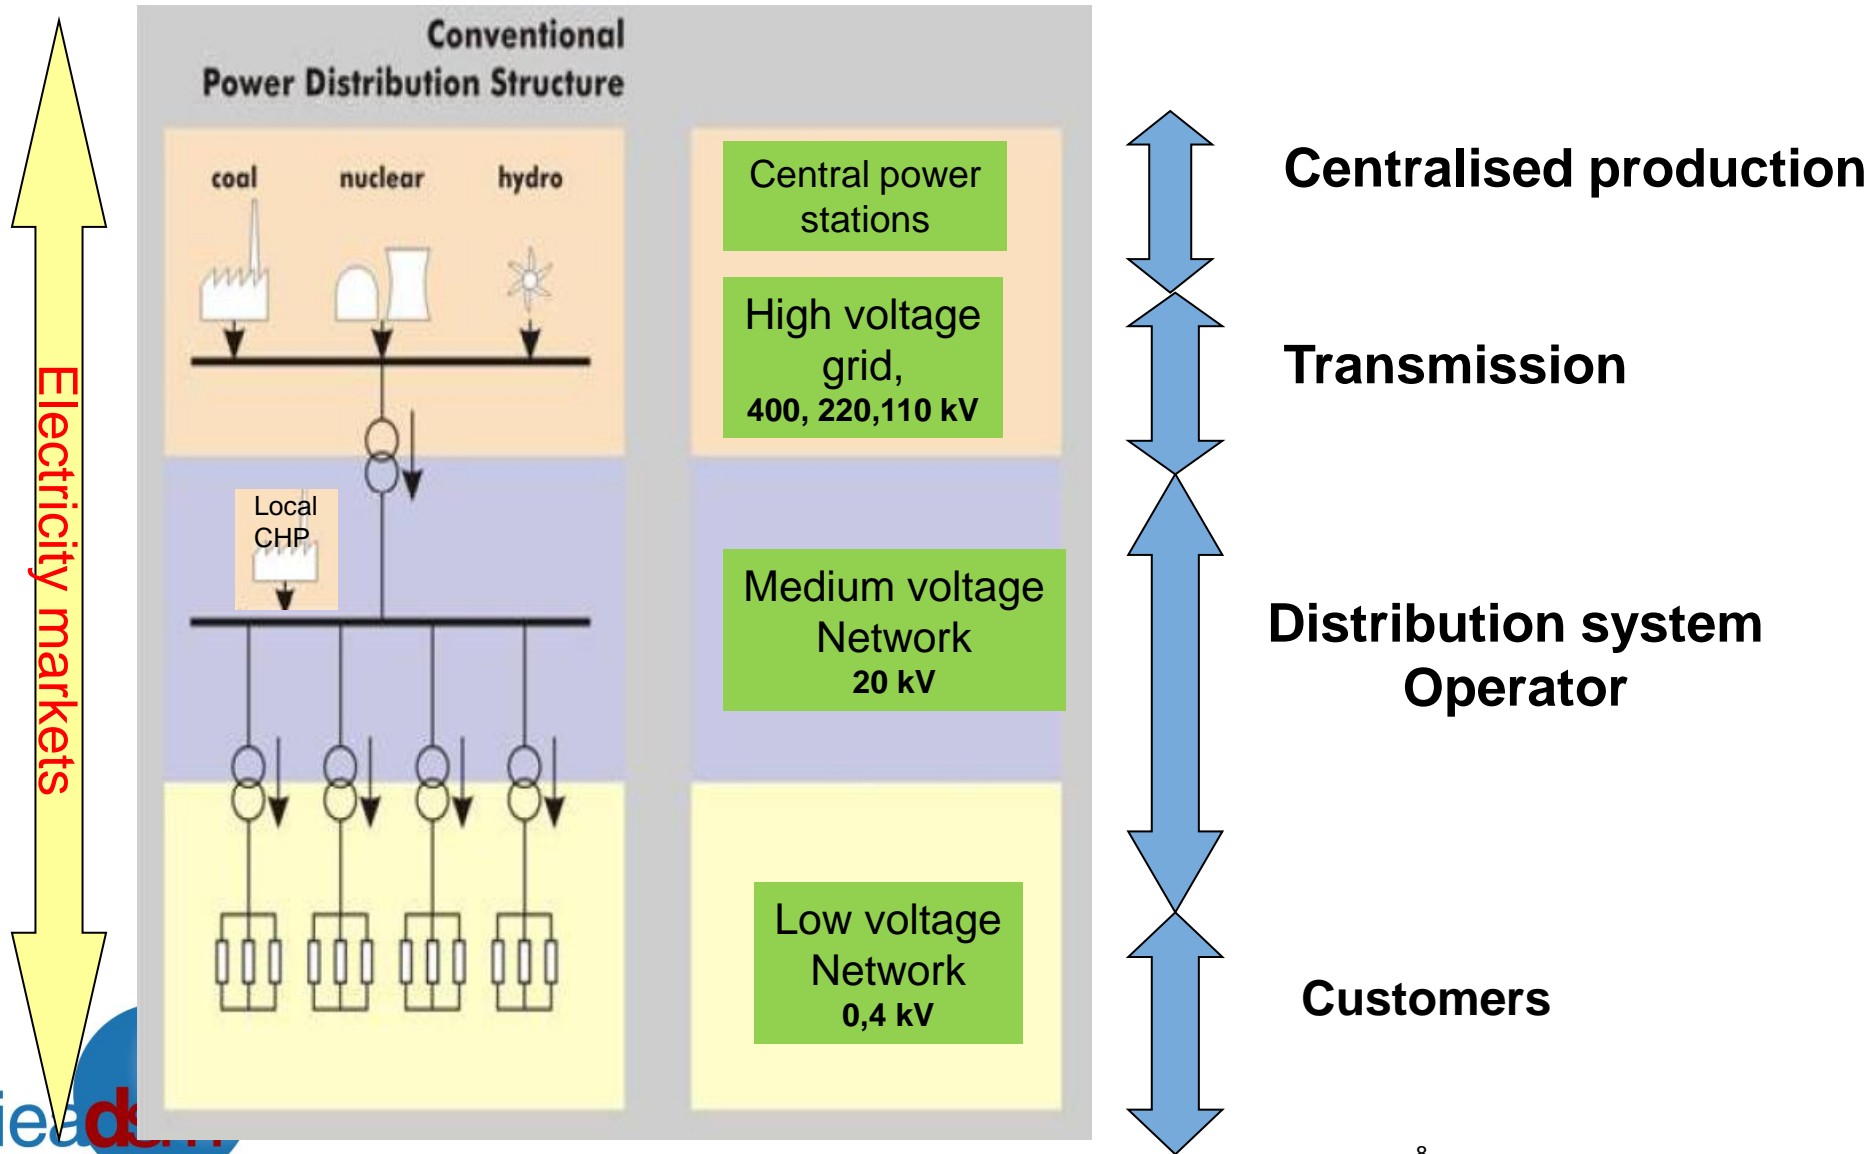 Conventional
Power Distribution Structure
coal nuclear hydro
Central power
stations
Centralised production
High voltage
grid,
400, 220,110 kV
Transmission
Electricity markets
Local
CHP
Medium voltage
Network
20 kV
Distribution system
Operator
Low voltage
Network
0,4 kV
Customers
ieadsm
8